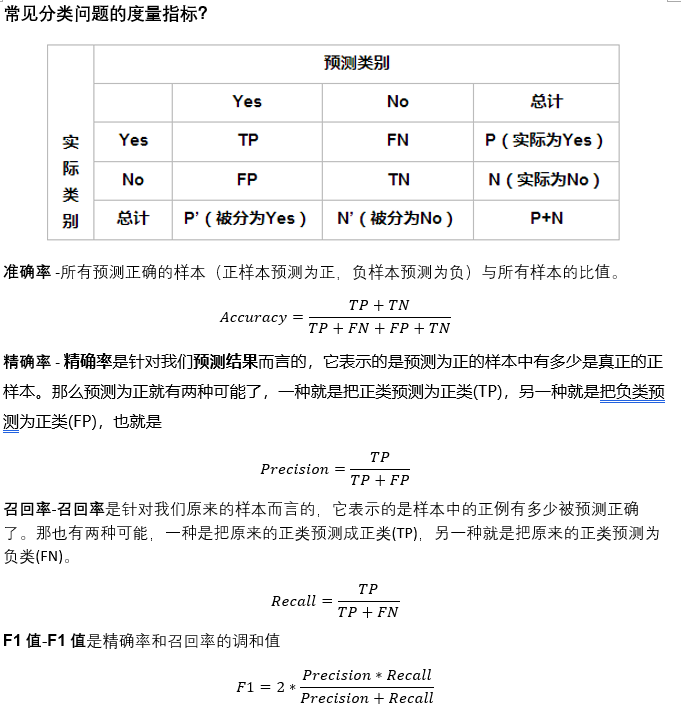 常见分类问题的度量指标?
预测类别
Yes No 总计
实际类别
Yes TP FN P（实际为Yes）
No FP TN N（实际为No）
总计 P’（被分为Yes） N’（被分为No） P+N
准确率 -所有预测正确的样本（正样本预测为正，负样本预测为负）与所有样本的比值。
Accuracy = (TP + TN) / (TP + FN + FP + TN)
精确率 - 精确率是针对我们预测结果而言的，它表示的是预测为正的样本中有多少是真正的正
样本。那么预测为正就有两种可能了，一种就是把正类预测为正类(TP)，另一种就是把负类预
测为正类(FP)，也就是
Precision = TP / (TP + FP)
召回率-召回率是针对我们原来的样本而言的，它表示的是样本中的正例有多少被预测正确
了。那也有两种可能，一种是把原来的正类预测成正类(TP)，另一种就是把原来的正类预测为
负类(FN)。
Recall = TP / (TP + FN)
F1 值-F1 值是精确率和召回率的调和值
F1 = 2 * (Precision * Recall) / (Precision + Recall)